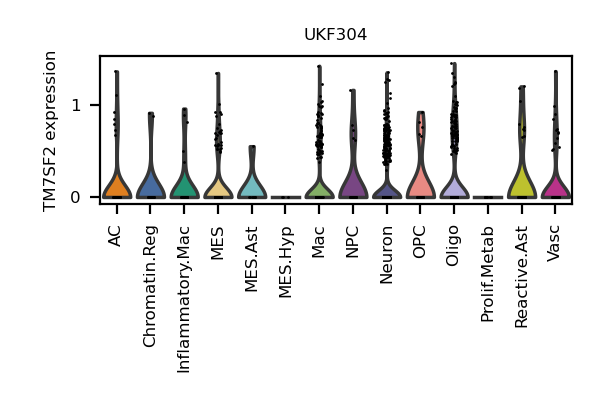 UKF304
TM7SF2 expression
1
0
AC
Chromatin.Reg
Inflammatory.Mac
MES
MES.Ast
MES.Hyp
Mac
NPC
Neuron
OPC
Oligo
Prolif.Metab
Reactive.Ast
Vasc